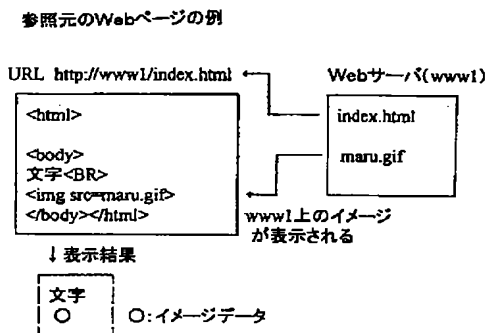 参照元のWebページの例
URL http://www1/index.html
Webサーバ(www1)
<html>
<body>
文字<BR>
<img src=maru.gif>
</body></html>
index.html
maru.gif
www1上のイメージ
が表示される
↓表示結果
文字
○
○:イメージデータ